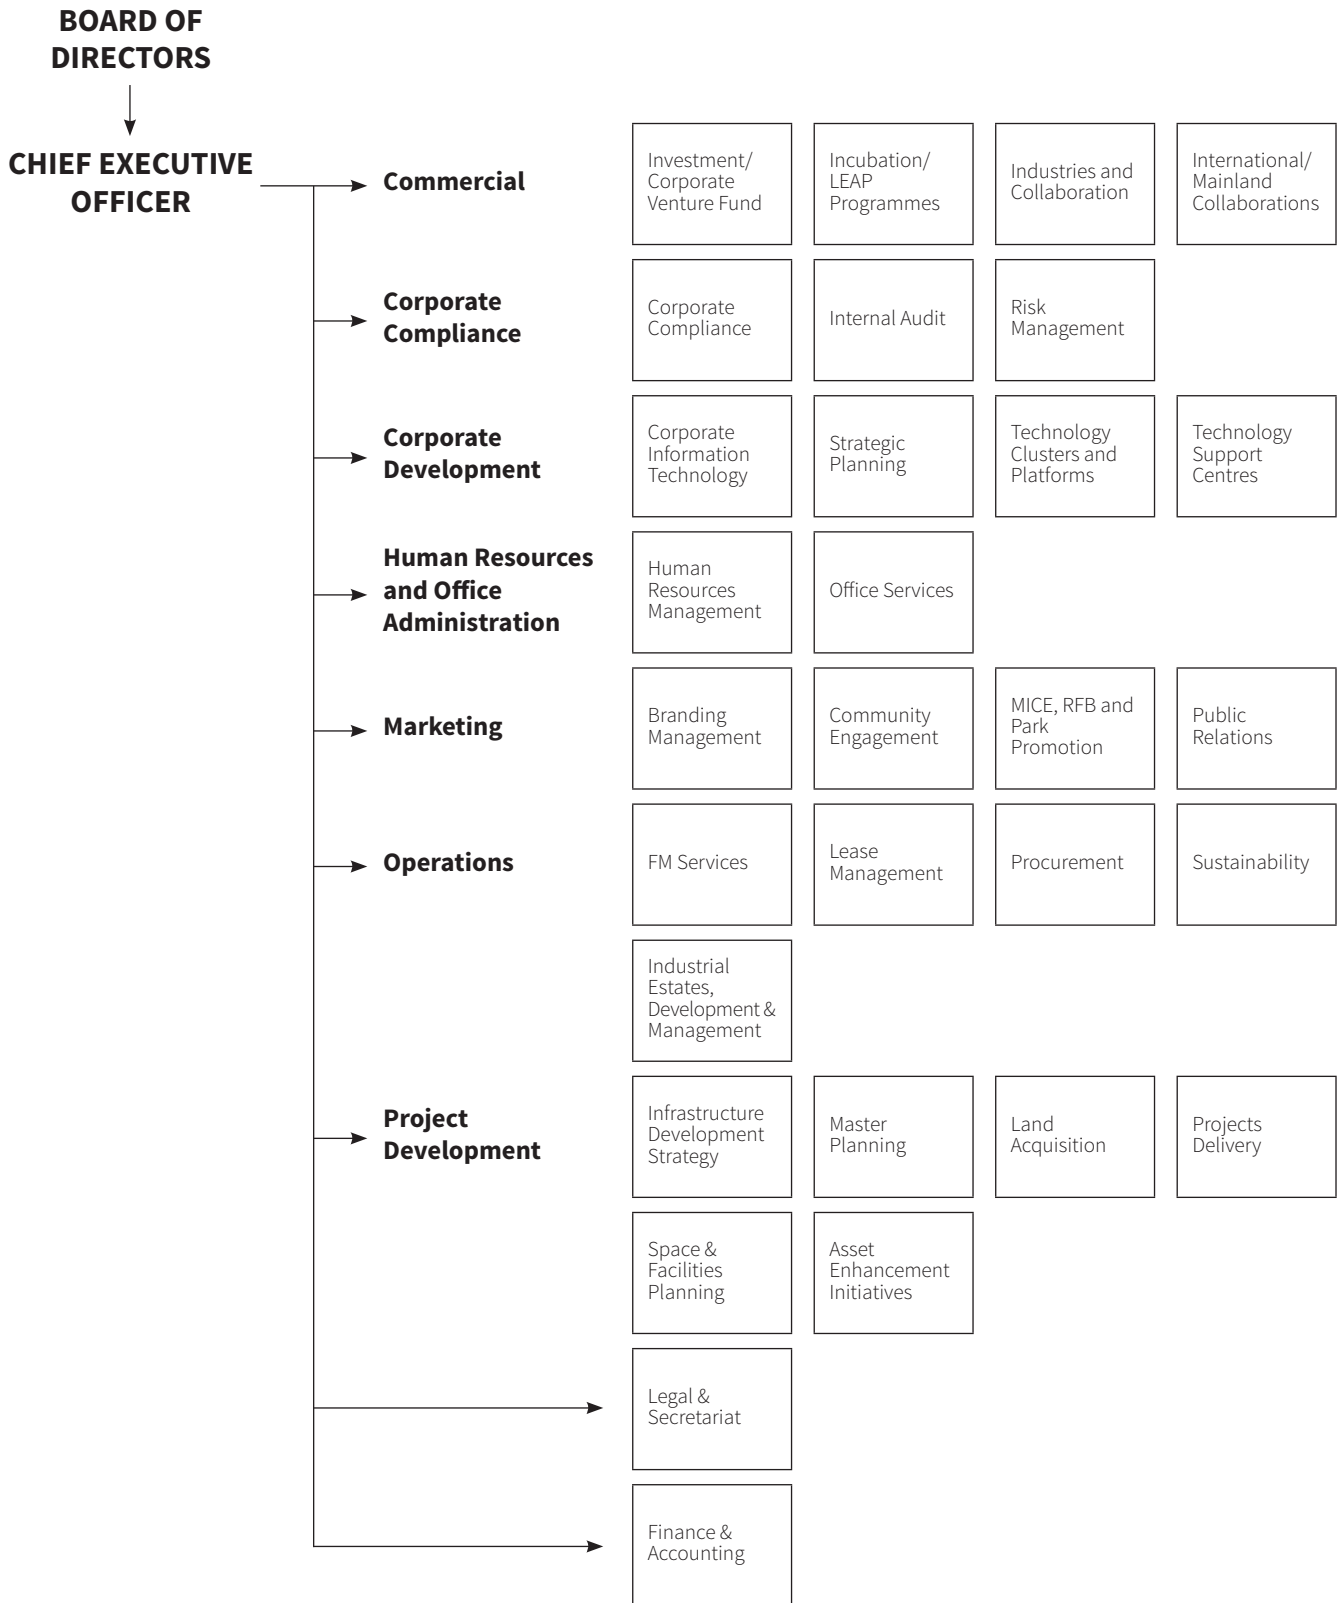 BOARD OF
DIRECTORS
CHIEF EXECUTIVE
OFFICER
Commercial
Investment/
Corporate
Venture Fund
Incubation/
LEAP
Programmes
Industries and
Collaboration
International/
Mainland
Collaborations
Corporate
Compliance
Corporate
Compliance
Internal Audit
Risk
Management
Corporate
Development
Corporate
Information
Technology
Strategic
Planning
Technology
Clusters and
Platforms
Technology
Support
Centres
Human Resources
and Office
Administration
Human
Resources
Management
Office Services
Marketing
Branding
Management
Community
Engagement
MICE, RFB and
Park
Promotion
Public
Relations
Operations
FM Services
Lease
Management
Procurement
Sustainability
Industrial
Estates,
Development &
Management
Project
Development
Infrastructure
Development
Strategy
Master
Planning
Land
Acquisition
Projects
Delivery
Space &
Facilities
Planning
Asset
Enhancement
Initiatives
Legal &
Secretariat
Finance &
Accounting